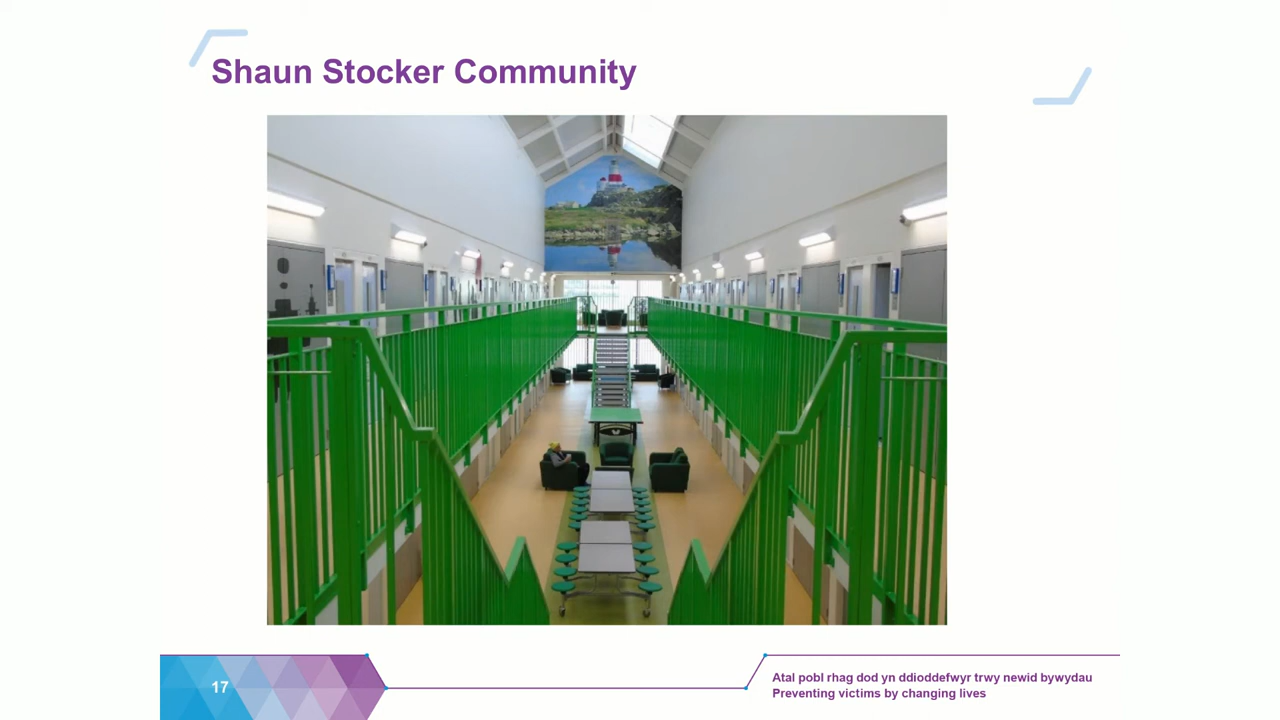 Shaun Stocker Community
17
Atal pobl rhag dod yn ddioddefwyr trwy newid bywydau
Preventing victims by changing lives